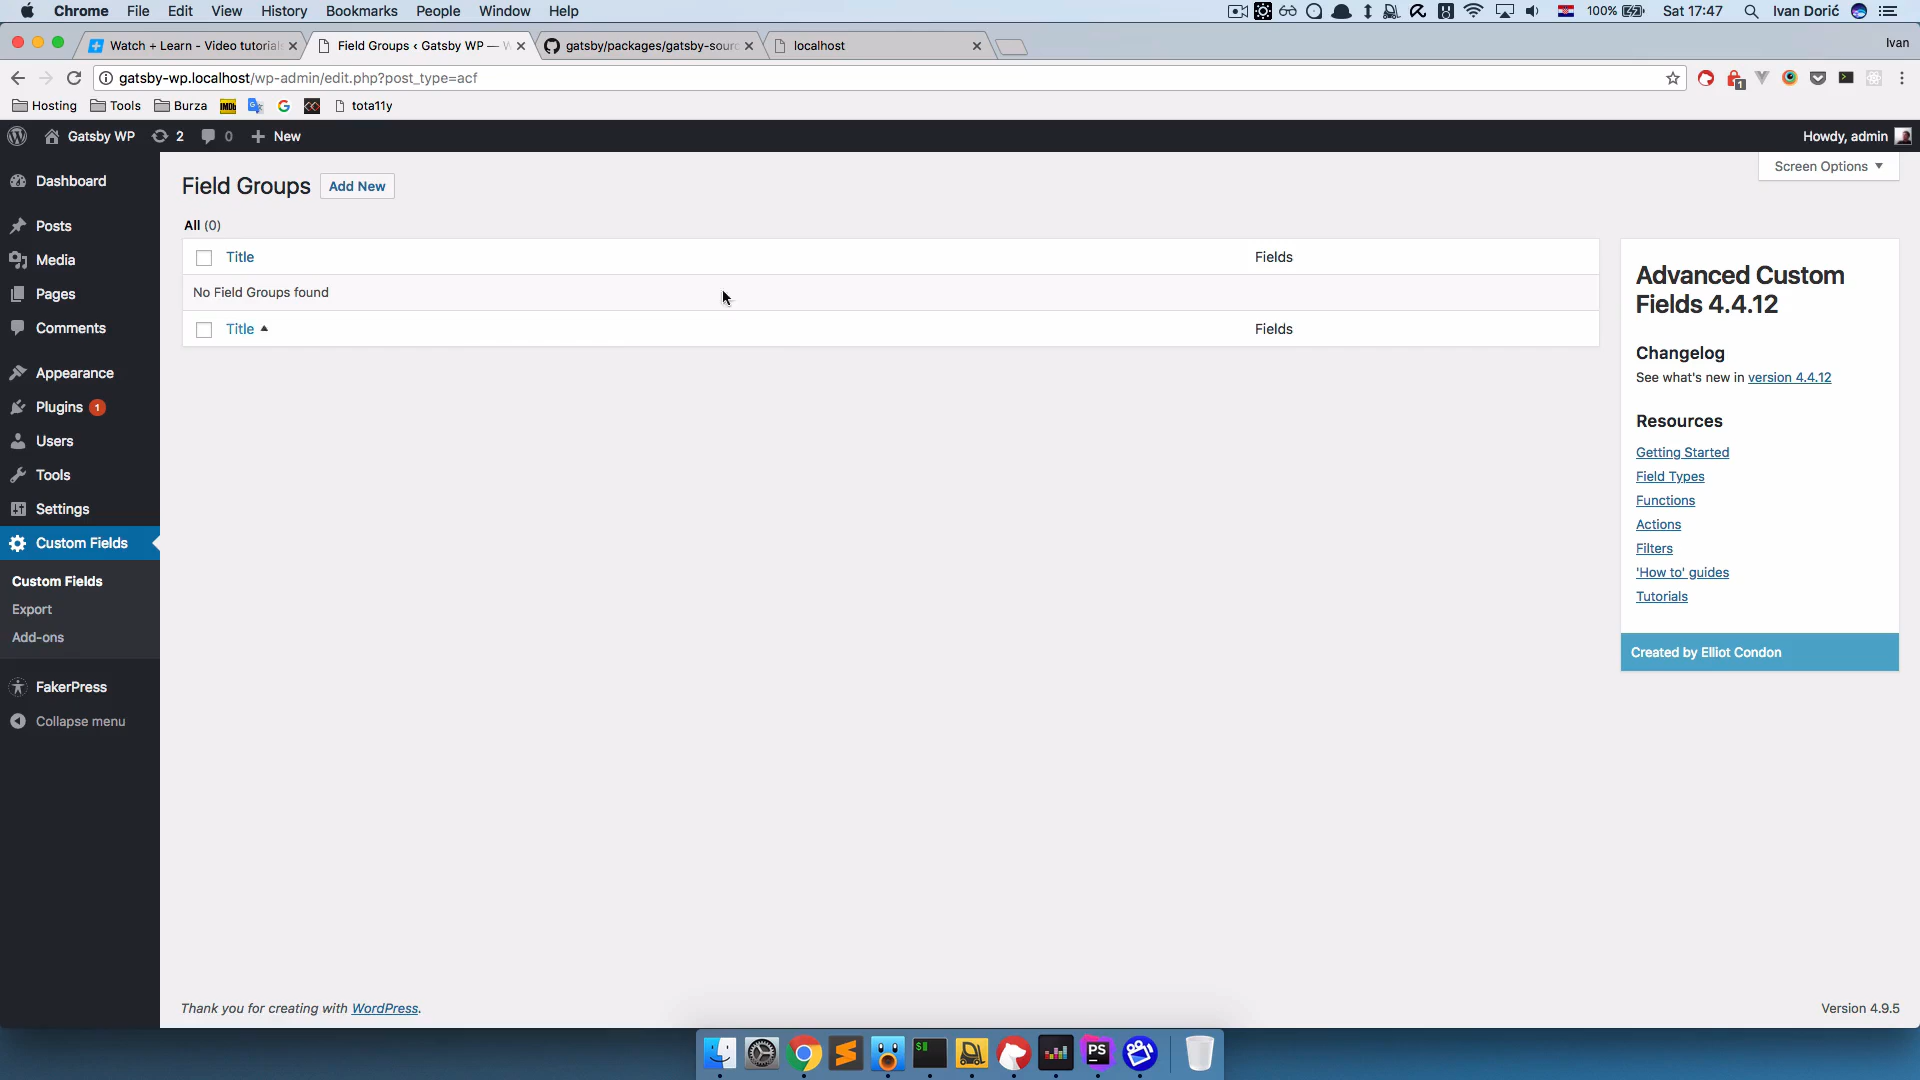 Chrome File Edit View History Bookmarks People Window Help 100% Sat 17:47 Ivan Dorić
Watch + Learn - Video tutorials Field Groups ‹ Gatsby WP — W gatsby/packages/gatsby-sour localhost Ivan
gatsby-wp.localhost/wp-admin/edit.php?post_type=acf 1
Hosting Tools Burza IMDb tota11y
Gatsby WP 2 0 + New Howdy, admin
Screen Options
Dashboard
Posts
Media
Pages
Comments
Appearance
Plugins 1
Users
Tools
Settings
Custom Fields
Custom Fields
Export
Add-ons
FakerPress
Collapse menu
Field Groups Add New
All (0)
Title Fields
No Field Groups found
Title Fields
Advanced Custom
Fields 4.4.12
Changelog
See what's new in version 4.4.12
Resources
Getting Started
Field Types
Functions
Actions
Filters
'How to' guides
Tutorials
Created by Elliot Condon
Thank you for creating with WordPress. Version 4.9.5
$ PS